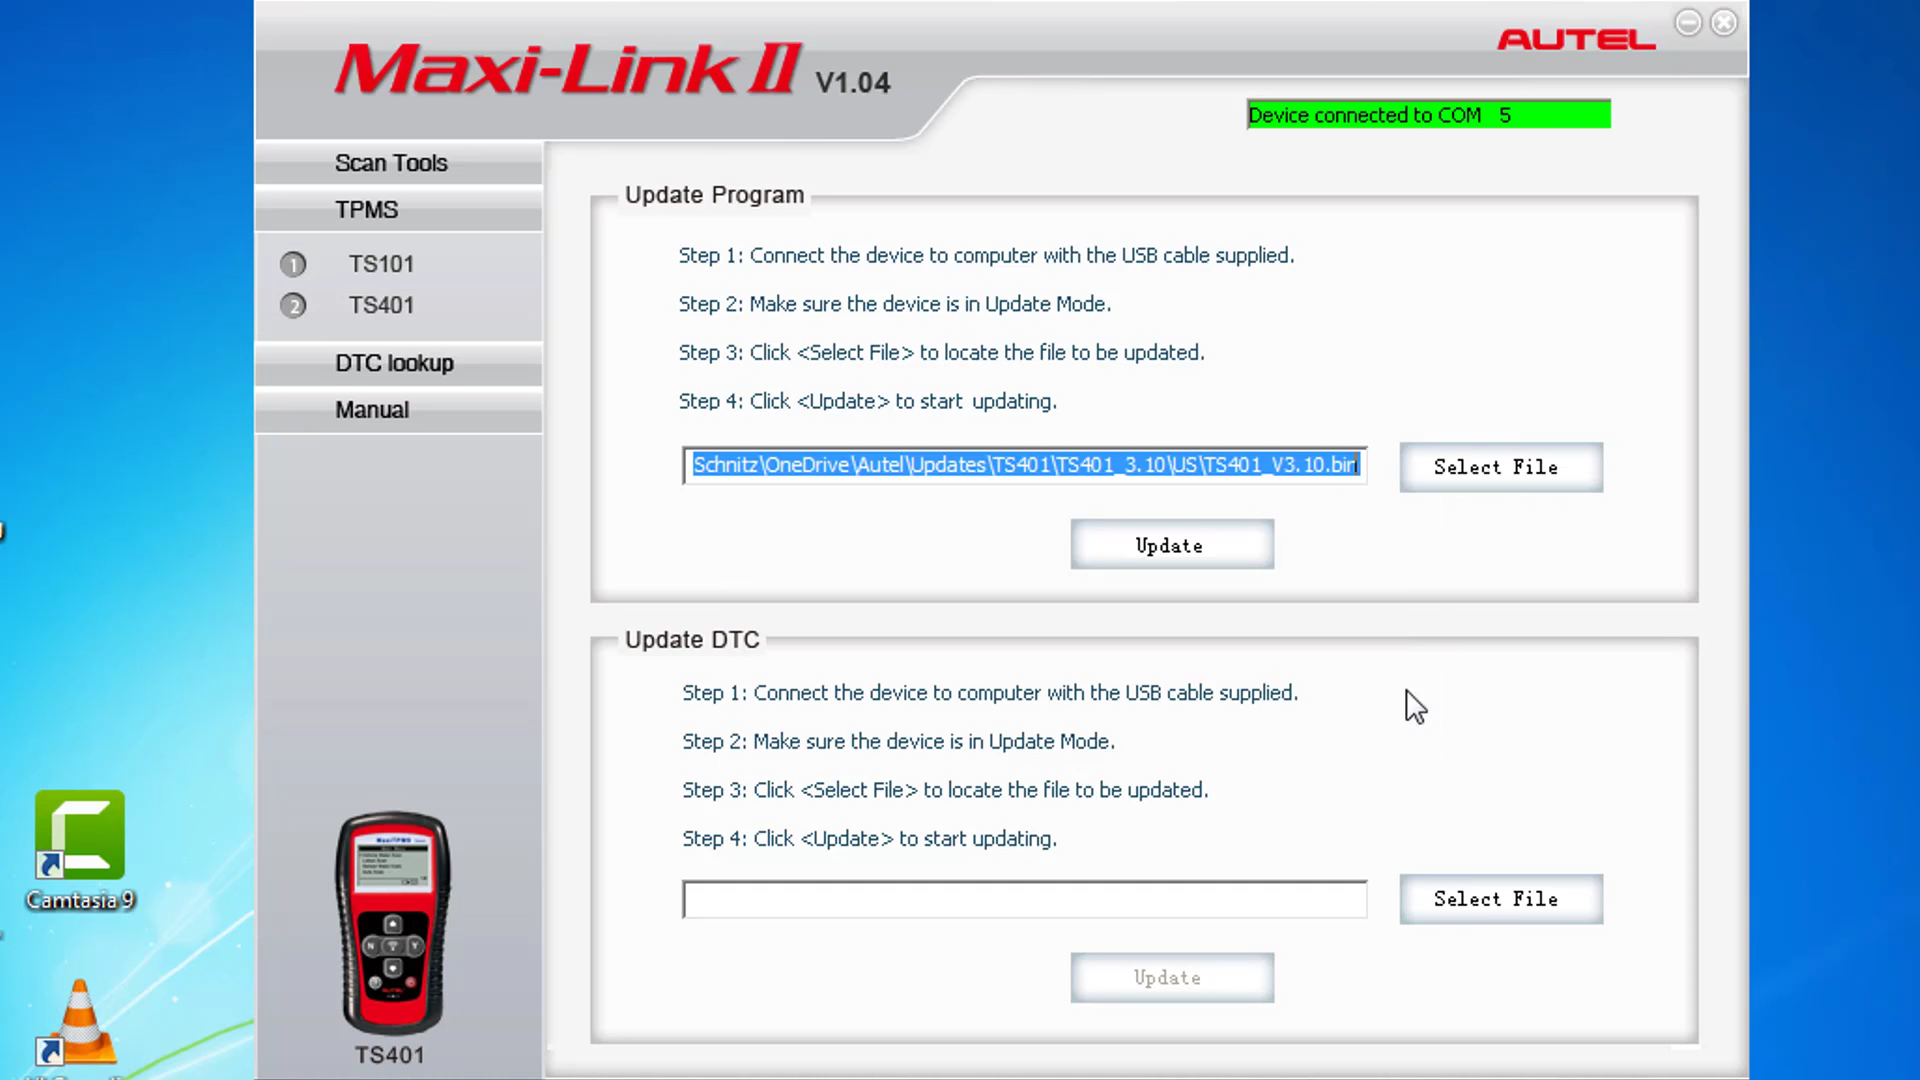 Maxi-Link II V1.04
AUTEL
Device connected to COM 5
Scan Tools
TPMS
1 TS101
2 TS401
DTC lookup
Manual
Update Program
Step 1: Connect the device to computer with the USB cable supplied.
Step 2: Make sure the device is in Update Mode.
Step 3: Click <Select File> to locate the file to be updated.
Step 4: Click <Update> to start updating.
Schnitz\OneDrive\Autel\Updates\TS401\TS401_3.10\US\TS401_V3.10.bin
Select File
Update
Update DTC
Step 1: Connect the device to computer with the USB cable supplied.
Step 2: Make sure the device is in Update Mode.
Step 3: Click <Select File> to locate the file to be updated.
Step 4: Click <Update> to start updating.
Select File
Update
Camtasia 9
MaxiTPMS
N
Y
AUTEL
TS401